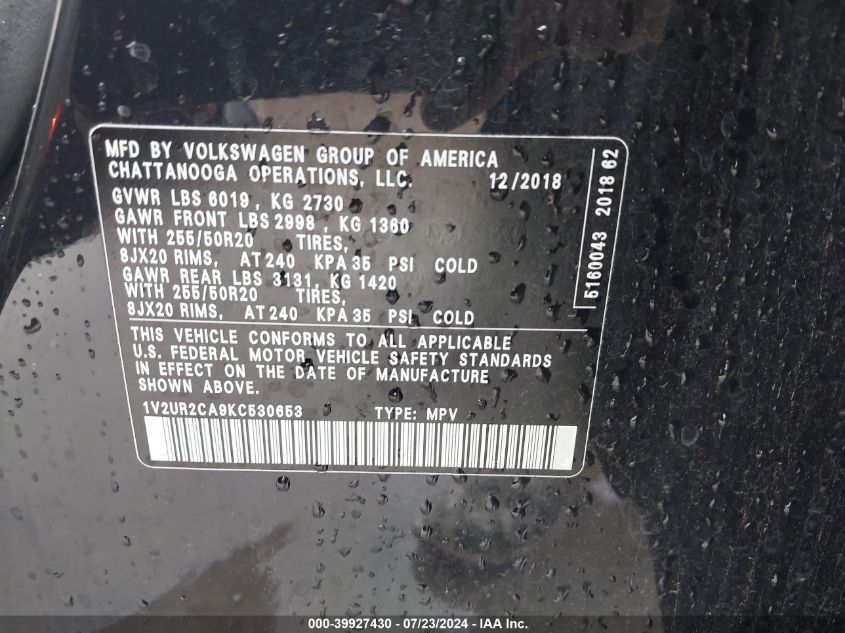 MFD BY VOLKSWAGEN GROUP OF AMERICA
CHATTANOOGA OPERATIONS, LLC. 12/2018
GVWR LBS 6019, KG 2730
GAWR FRONT LBS 2998, KG 1360
WITH 255/50R20 TIRES,
8JX20 RIMS, AT 240 KPA 35 PSI COLD
GAWR REAR LBS 3131, KG 1420
WITH 255/50R20 TIRES,
8JX20 RIMS, AT 240 KPA 35 PSI COLD
5160043 2018 62
THIS VEHICLE CONFORMS TO ALL APPLICABLE
U.S. FEDERAL MOTOR VEHICLE SAFETY STANDARDS
IN EFFECT ON THE DATE OF MANUFACTURE
SHOWN ABOVE.
1V2UR2CA9KC530653 TYPE: MPV
000-39927430 - 07/23/2024 - IAA Inc.